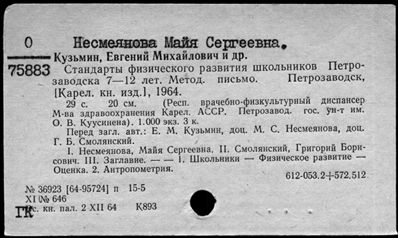 О Несмеянова Майя Сергеевна.
Кузьмин, Евгений Михайлович и др.
75883 Стандарты физического развития школьников Петро-
заводска 7—12 лет. Метод. письмо. Петрозаводск,
[Карел. кн. изд.], 1964.
29 с. 20 см. (Респ. врачебно-физкультурный диспансер
М-ва здравоохранения Карел. АССР. Петрозавод. гос. ун-т им.
О. В. Куусинена). 1.000 экз. 3 к.
Перед загл. авт.: Е. М. Кузьмин, доц. М. С. Несмеянова, доц.
Г. Б. Смолянский.
I. Несмеянова, Майя Сергеевна. II. Смолянский, Григорий Бори-
сович. III. Заглавие. — — 1. Школьники — Физическое развитие —
Оценка. 2. Антропометрия.
612-053.2+572.512
№ 36923 [64-95724] п 15-5
XI № 646
ГК кн. пал. 2 XII 64 К893